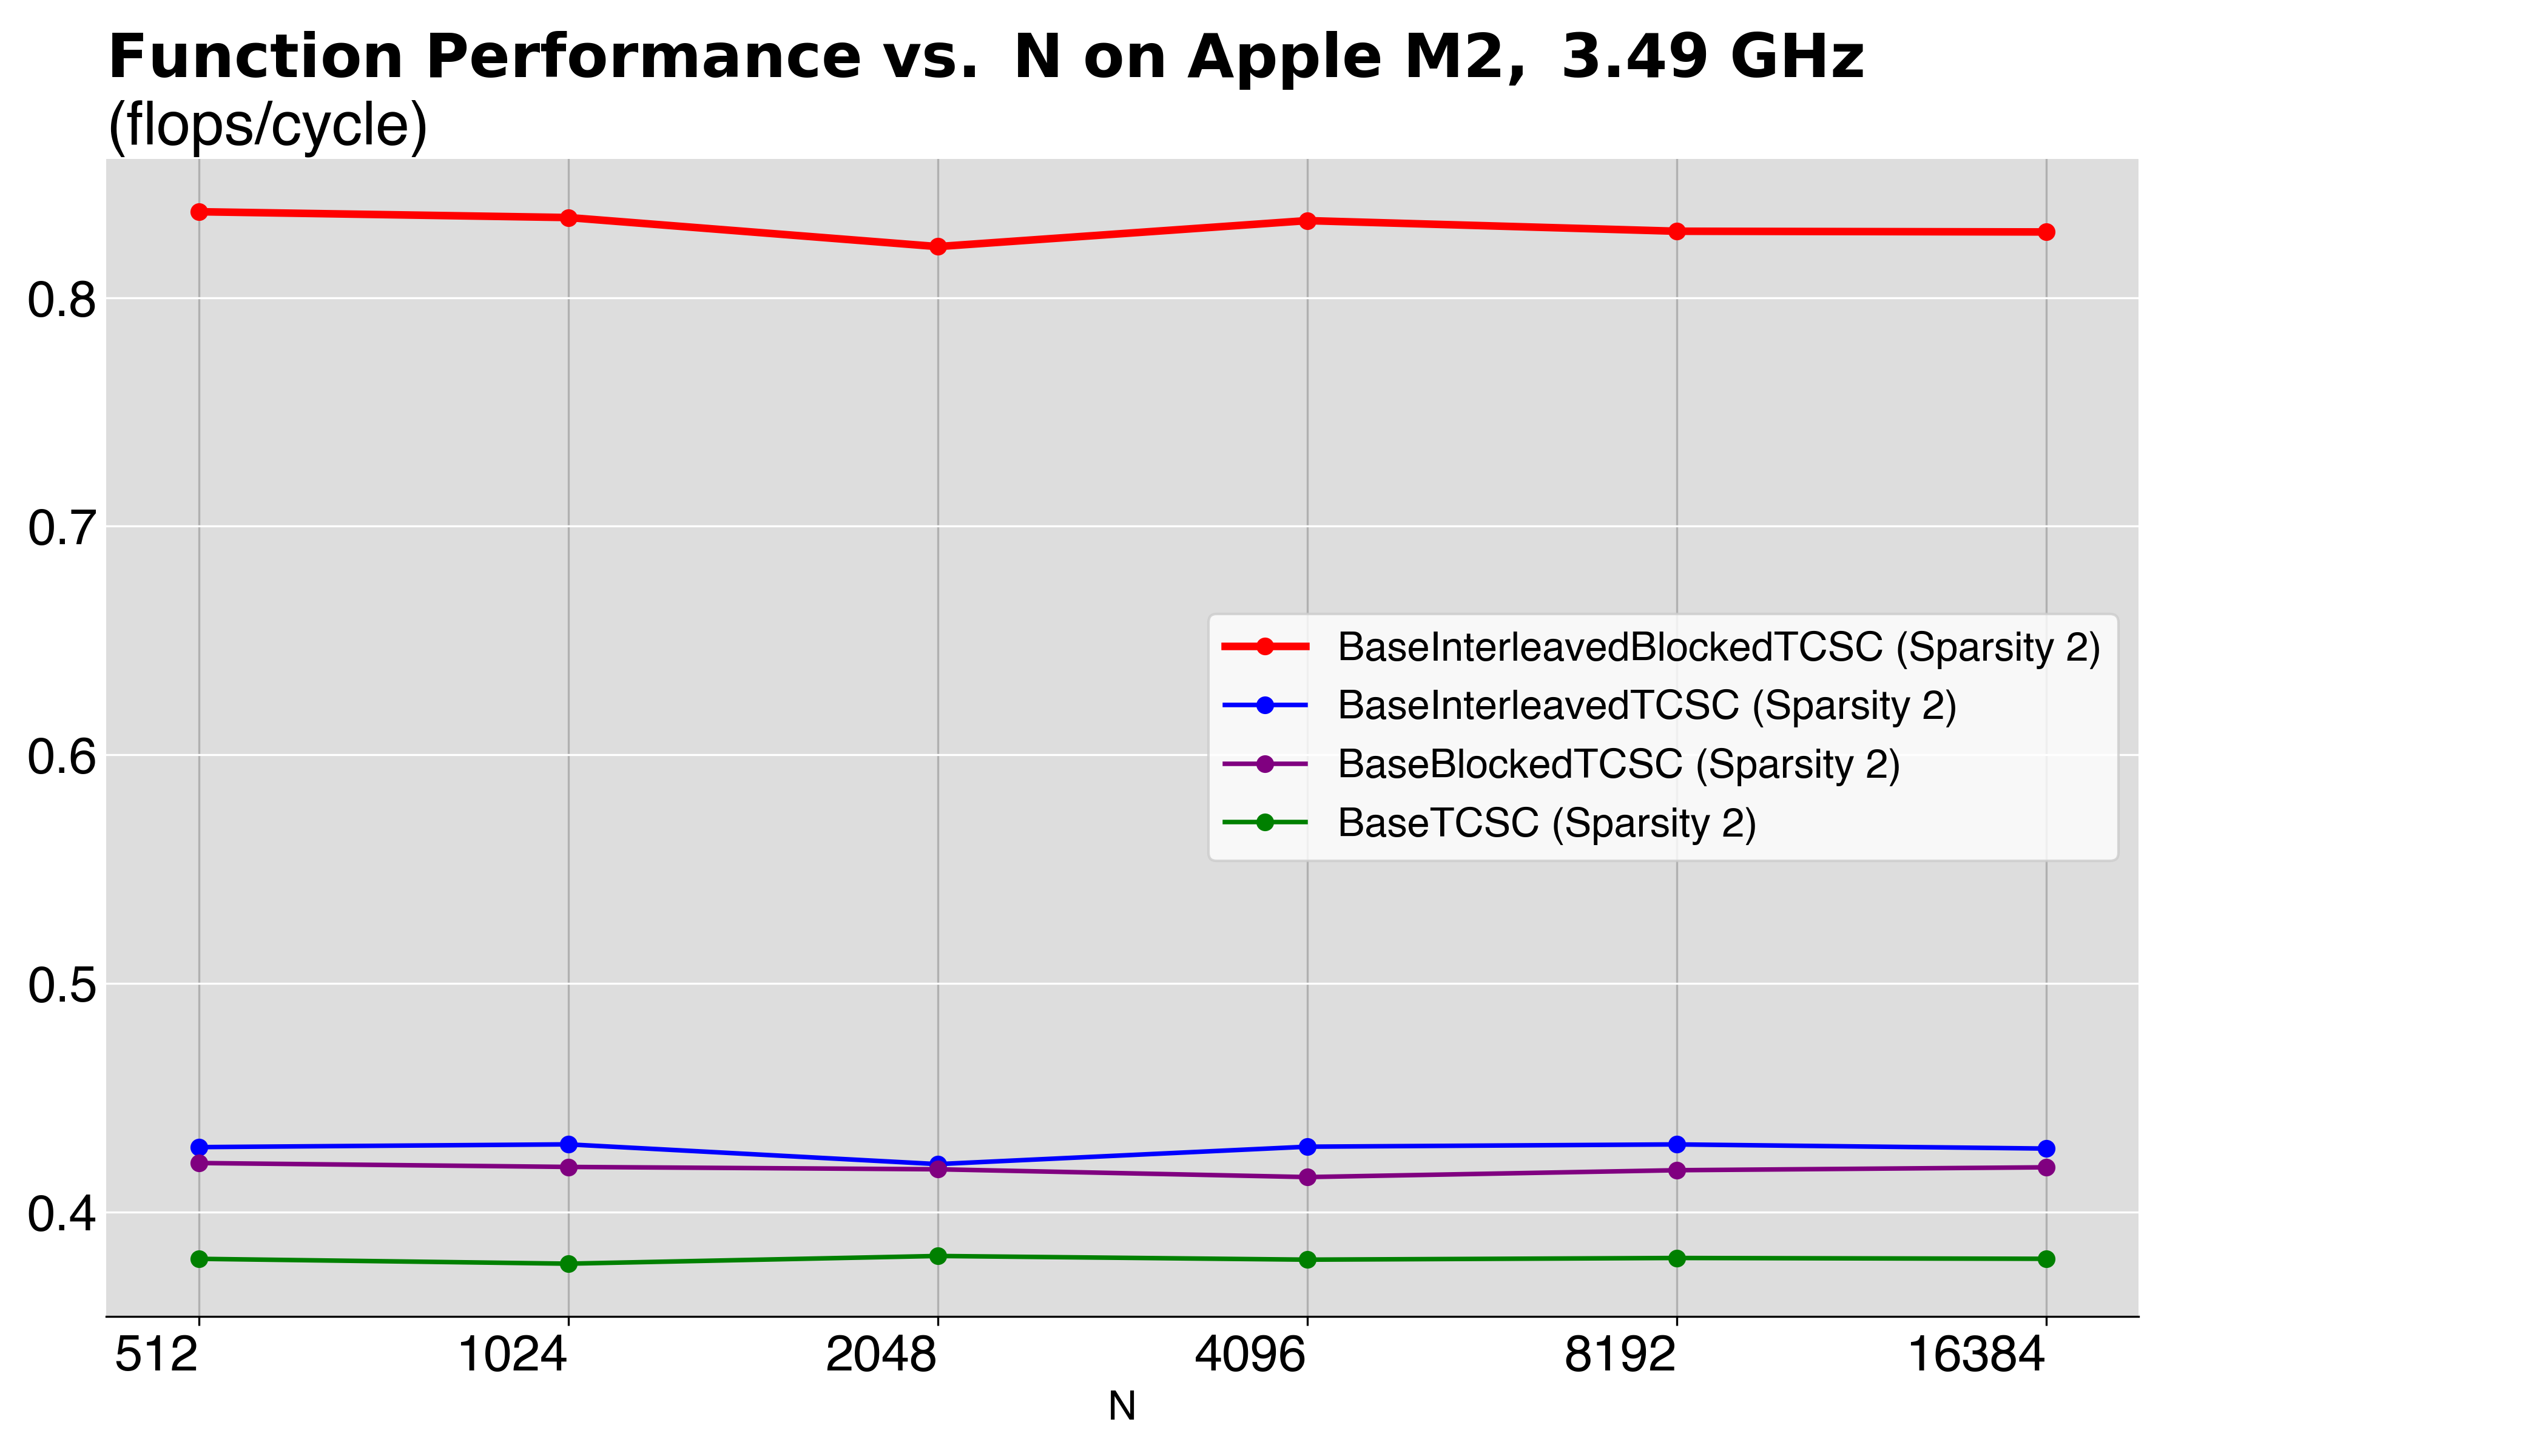 Function Performance vs. N on Apple M2, 3.49 GHz
(flops/cycle)
0.8
0.7
0.6
0.5
0.4
BaseInterleavedBlockedTCSC (Sparsity 2)
BaseInterleavedTCSC (Sparsity 2)
BaseBlockedTCSC (Sparsity 2)
BaseTCSC (Sparsity 2)
512 1024 2048 4096 8192 16384
N